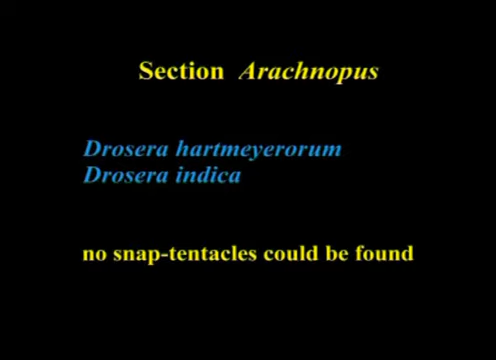 Section Arachnopus
Drosera hartmeyerorum
Drosera indica
no snap-tentacles could be found